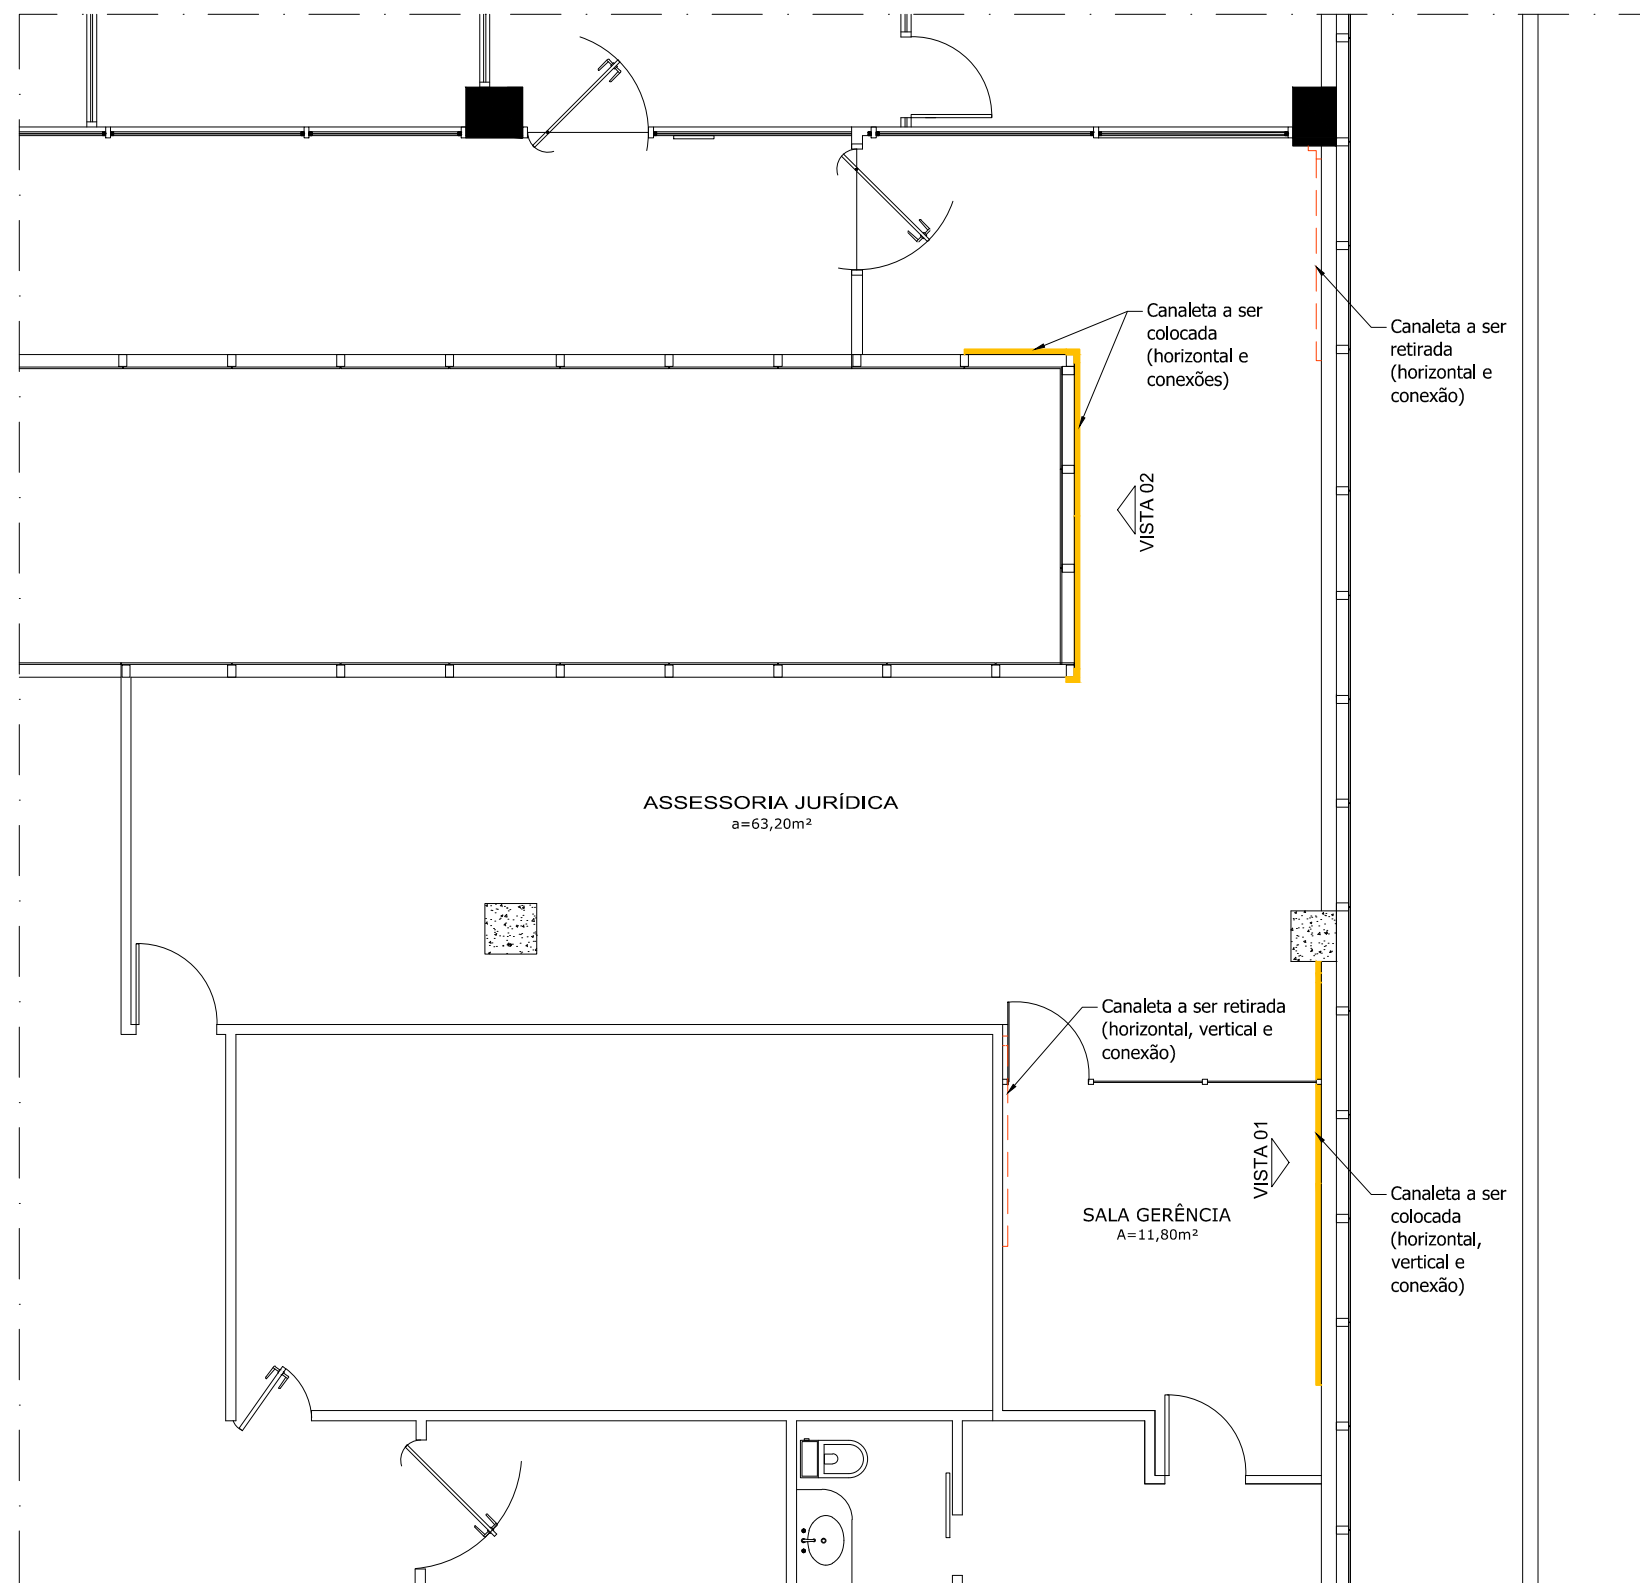 Canaleta a ser
colocada
(horizontal e
conexões)
Canaleta a ser
retirada
(horizontal e
conexão)
VISTA 02
ASSESSORIA JURÍDICA
a=63,20m²
Canaleta a ser retirada
(horizontal, vertical e
conexão)
VISTA 01
SALA GERÊNCIA
A=11,80m²
Canaleta a ser
colocada
(horizontal,
vertical e
conexão)